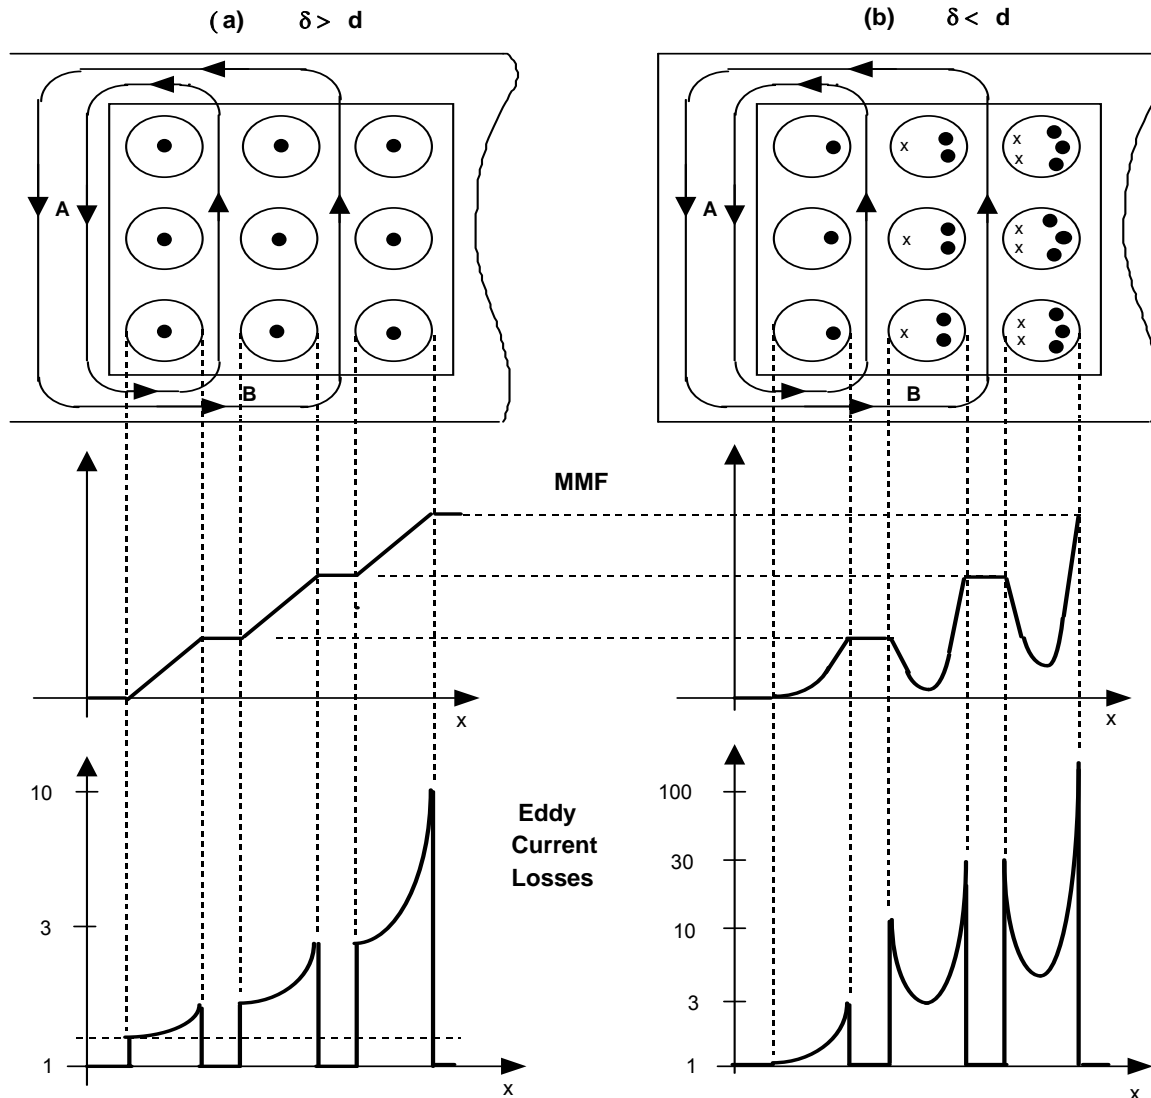 (a) δ > d
(b) δ < d
A
B
x
x x x
x
x
x x
x
x
x x
x
A
B
MMF
x
x
10
3
1
x
Eddy
Current
Losses
100
30
10
3
1
x